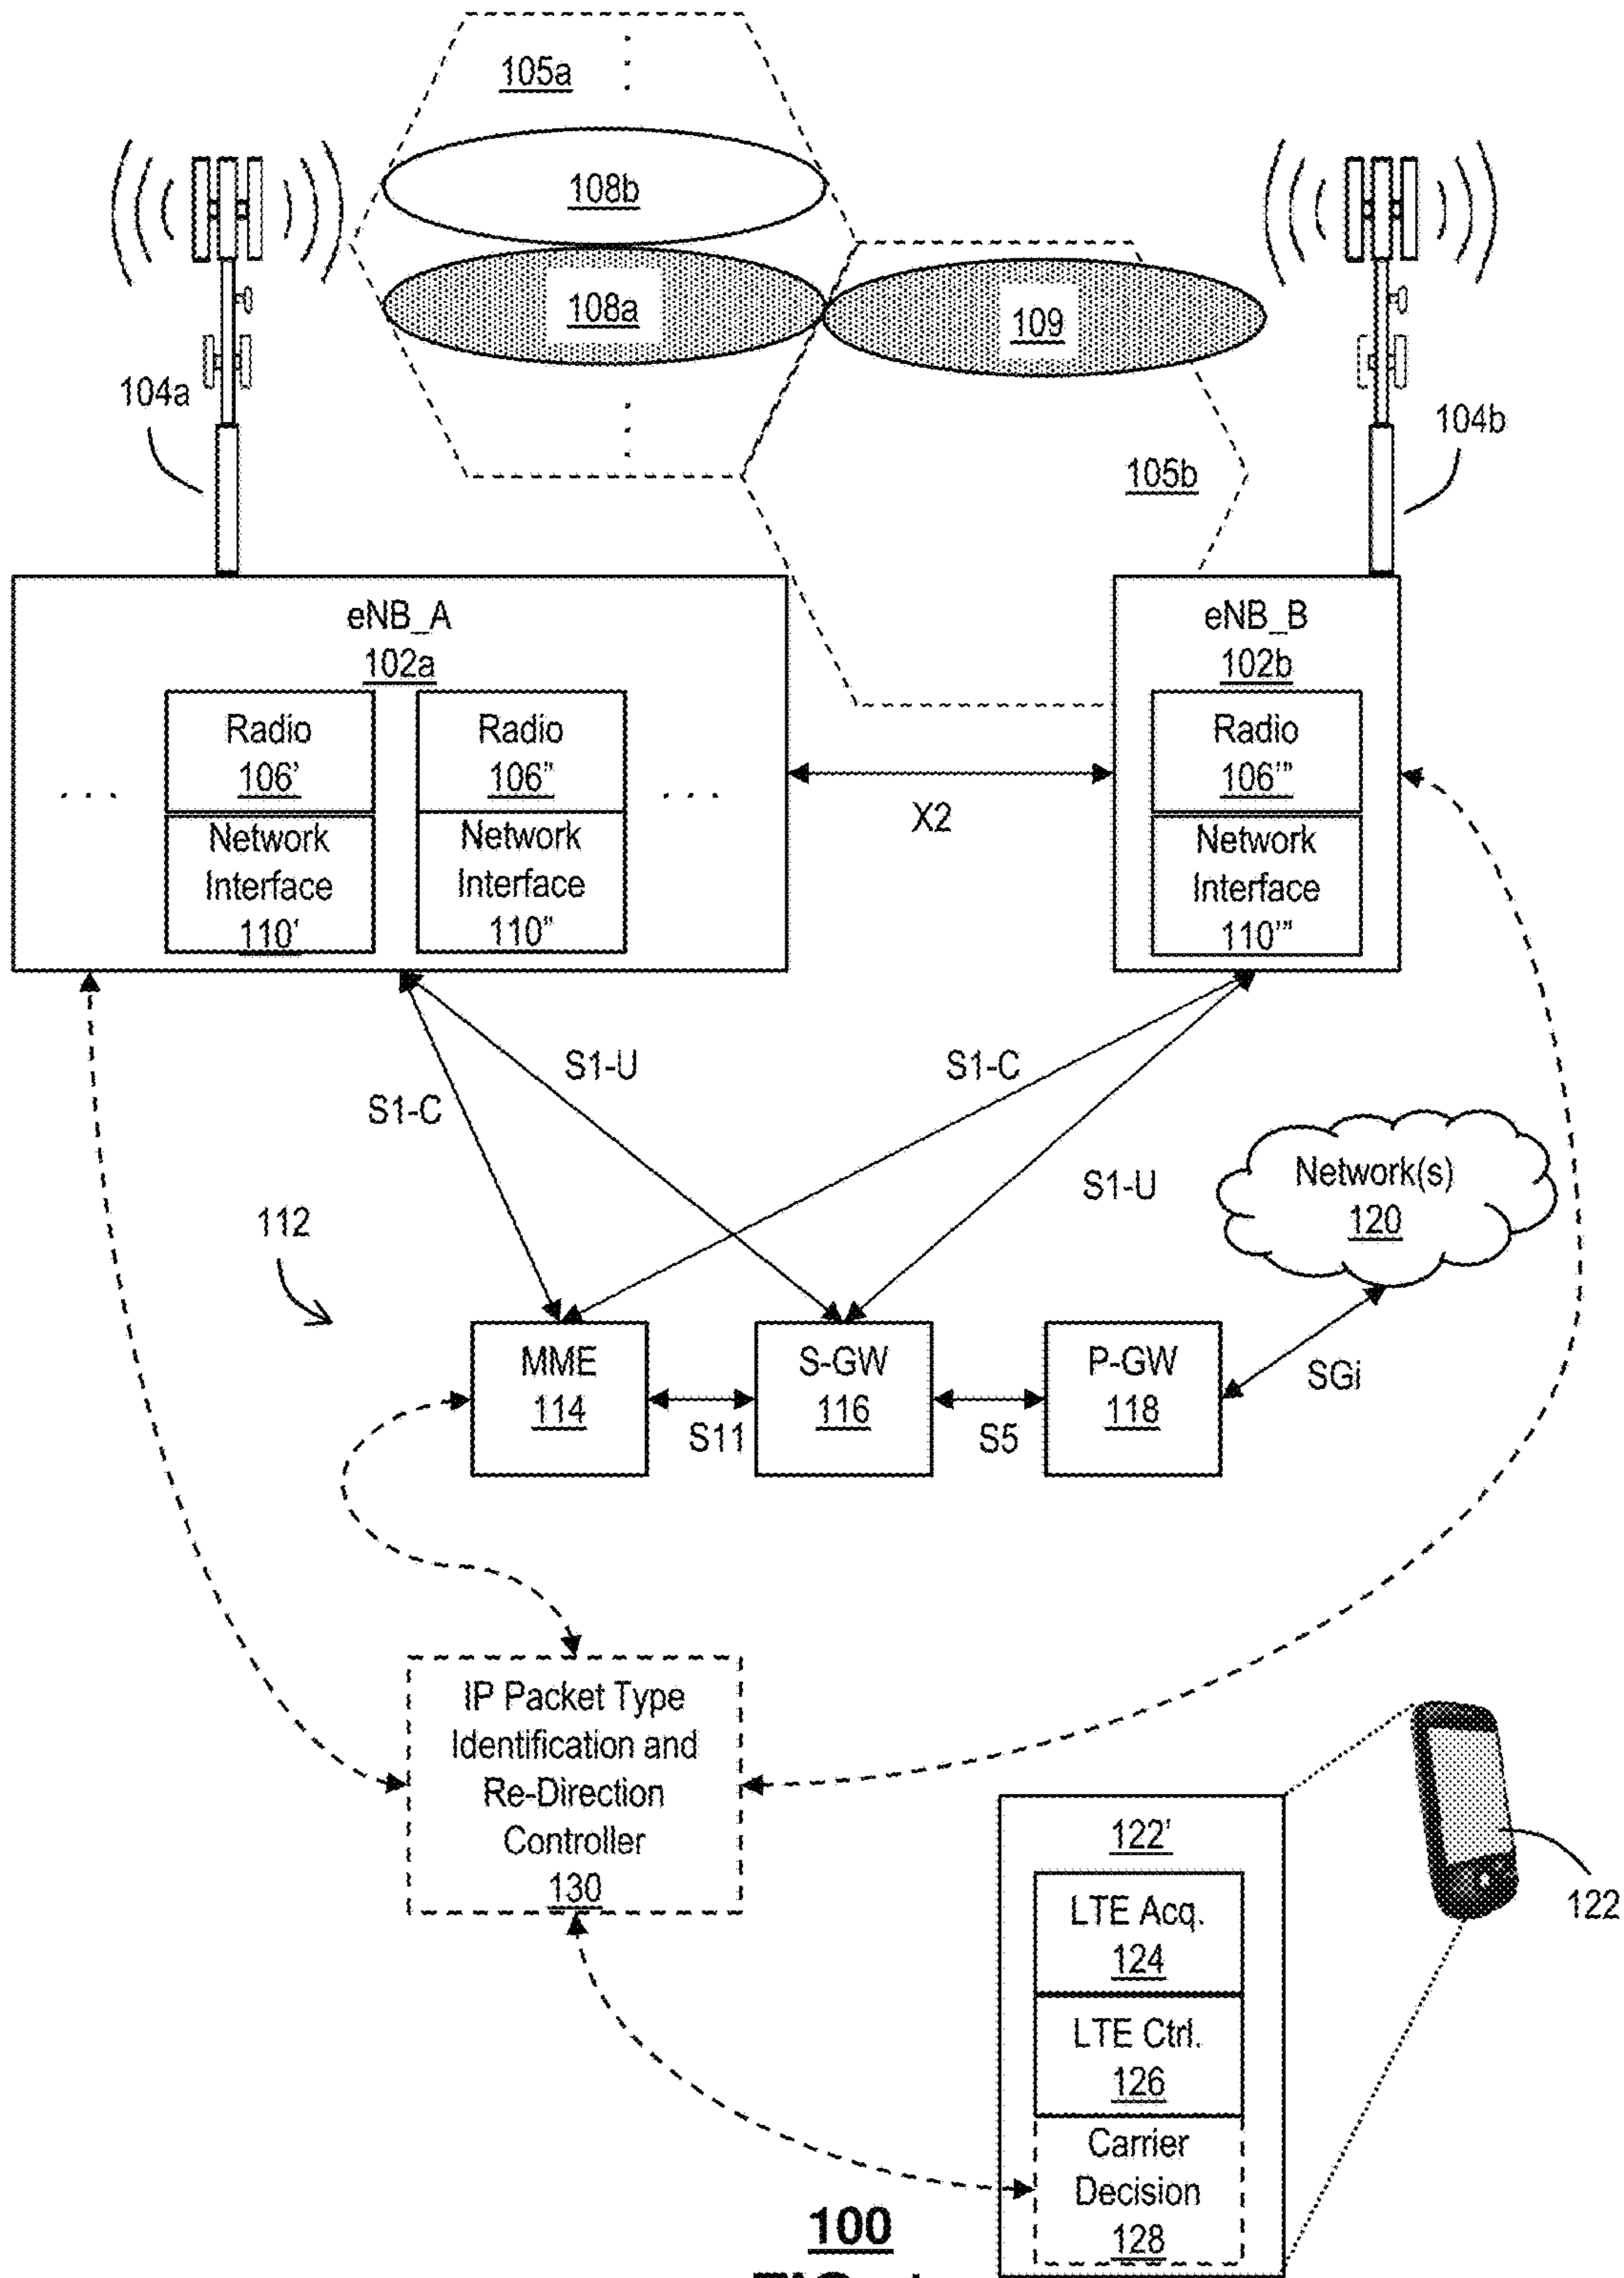 105a
108b
108a
109
104a
104b
105b
eNB_A
102a
eNB_B
102b
Radio
106'
Radio
106"
Radio
106'"
. . .
. . .
Network
Interface
110'
Network
Interface
110"
Network
Interface
110'"
X2
S1-U
S1-C
S1-C
S1-U
Network(s)
120
112
MME
114
S-GW
116
P-GW
118
S11
S5
SGi
IP Packet Type
Identification and
Re-Direction
Controller
130
122'
LTE Acq.
124
LTE Ctrl.
126
Carrier
Decision
128
122
100